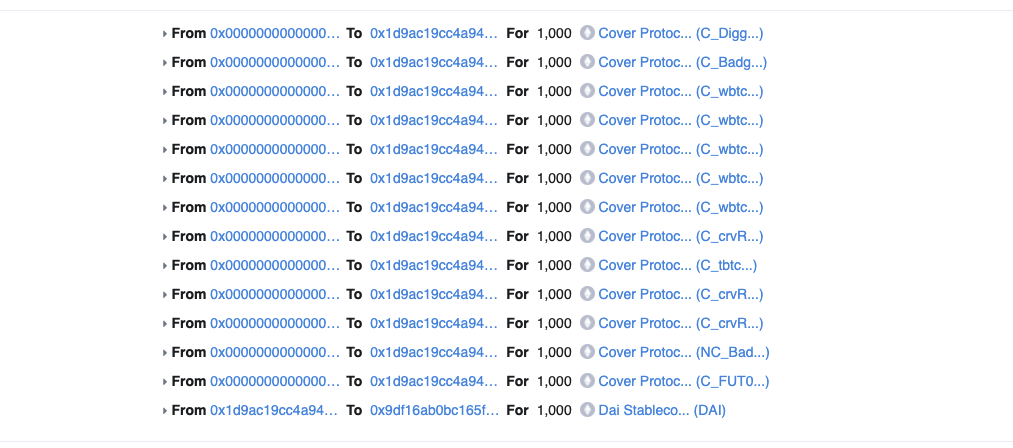 From 0x0000000000000... To 0x1d9ac19cc4a94... For 1,000 Cover Protoc... (C_Digg...)
From 0x0000000000000... To 0x1d9ac19cc4a94... For 1,000 Cover Protoc... (C_Badg...)
From 0x0000000000000... To 0x1d9ac19cc4a94... For 1,000 Cover Protoc... (C_wbtc...)
From 0x0000000000000... To 0x1d9ac19cc4a94... For 1,000 Cover Protoc... (C_wbtc...)
From 0x0000000000000... To 0x1d9ac19cc4a94... For 1,000 Cover Protoc... (C_wbtc...)
From 0x0000000000000... To 0x1d9ac19cc4a94... For 1,000 Cover Protoc... (C_wbtc...)
From 0x0000000000000... To 0x1d9ac19cc4a94... For 1,000 Cover Protoc... (C_wbtc...)
From 0x0000000000000... To 0x1d9ac19cc4a94... For 1,000 Cover Protoc... (C_crvR...)
From 0x0000000000000... To 0x1d9ac19cc4a94... For 1,000 Cover Protoc... (C_tbtc...)
From 0x0000000000000... To 0x1d9ac19cc4a94... For 1,000 Cover Protoc... (C_crvR...)
From 0x0000000000000... To 0x1d9ac19cc4a94... For 1,000 Cover Protoc... (C_crvR...)
From 0x0000000000000... To 0x1d9ac19cc4a94... For 1,000 Cover Protoc... (NC_Bad...)
From 0x0000000000000... To 0x1d9ac19cc4a94... For 1,000 Cover Protoc... (C_FUT0...)
From 0x1d9ac19cc4a94... To 0x9df16ab0bc165f... For 1,000 Dai Stableco... (DAI)